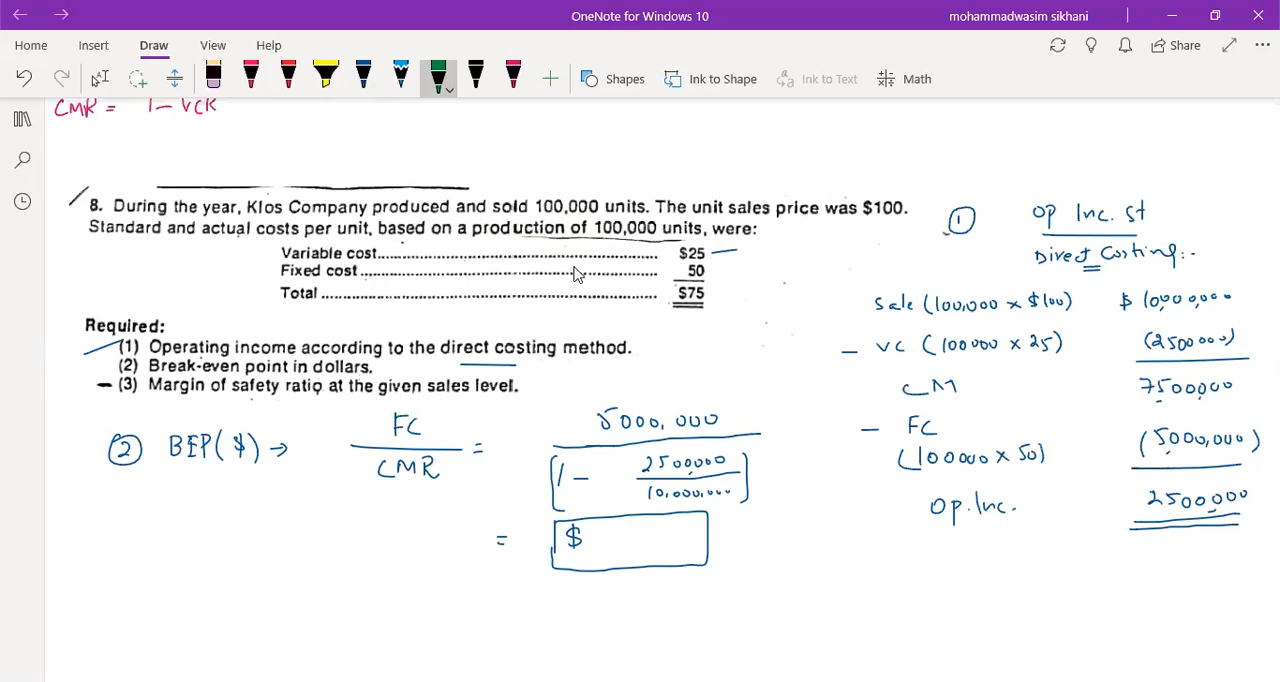 OneNote for Windows 10
mohammadwasim sikhani
Home Insert Draw View Help
Share
Shapes Ink to Shape Ink to Text Math
CMR = 1 - VCR
8. During the year, Klos Company produced and sold 100,000 units. The unit sales price was $100.
Standard and actual costs per unit, based on a production of 100,000 units, were:
Variable cost............................................................ $25
Fixed cost ............................................................... 50
Total ...................................................................... $75
Required:
(1) Operating income according to the direct costing method.
(2) Break-even point in dollars.
(3) Margin of safety ratio at the given sales level.
① Op Inc. st
Direct Costing:-
Sale (100,000 x $100) $ 10,000,000
- VC (100000 x 25) (2500000)
CM 7500,000
- FC (5000,000)
(100000 x 50)
Op. Inc. 2500,000
② BEP($) → FC / CMR = 5000,000 / [1 - 2500,000 / 10,000,000]
= $